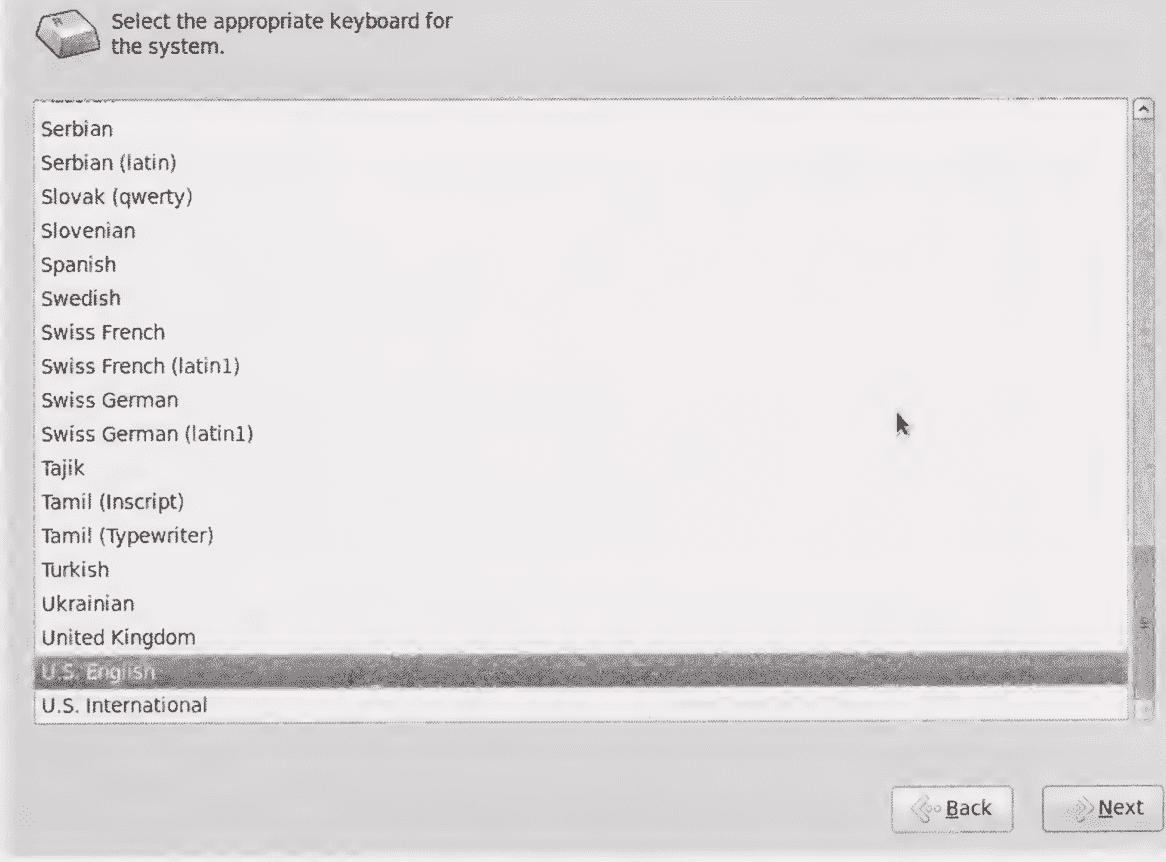 Select the appropriate keyboard for
the system.
Serbian
Serbian (latin)
Slovak (qwerty)
Slovenian
Spanish
Swedish
Swiss French
Swiss French (latin1)
Swiss German
Swiss German (latin1)
Tajik
Tamil (Inscript)
Tamil (Typewriter)
Turkish
Ukrainian
United Kingdom
U.S. English
U.S. International
Back
Next